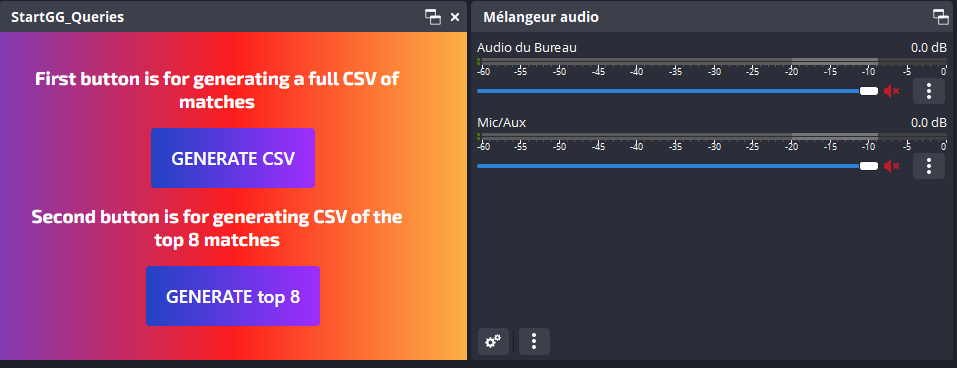 StartGG_Queries
First button is for generating a full CSV of
matches
GENERATE CSV
Second button is for generating CSV of the
top 8 matches
GENERATE top 8
Mélangeur audio
Audio du Bureau 0.0 dB
-60 -55 -50 -45 -40 -35 -30 -25 -20 -15 -10 -5 0
Mic/Aux 0.0 dB
-60 -55 -50 -45 -40 -35 -30 -25 -20 -15 -10 -5 0